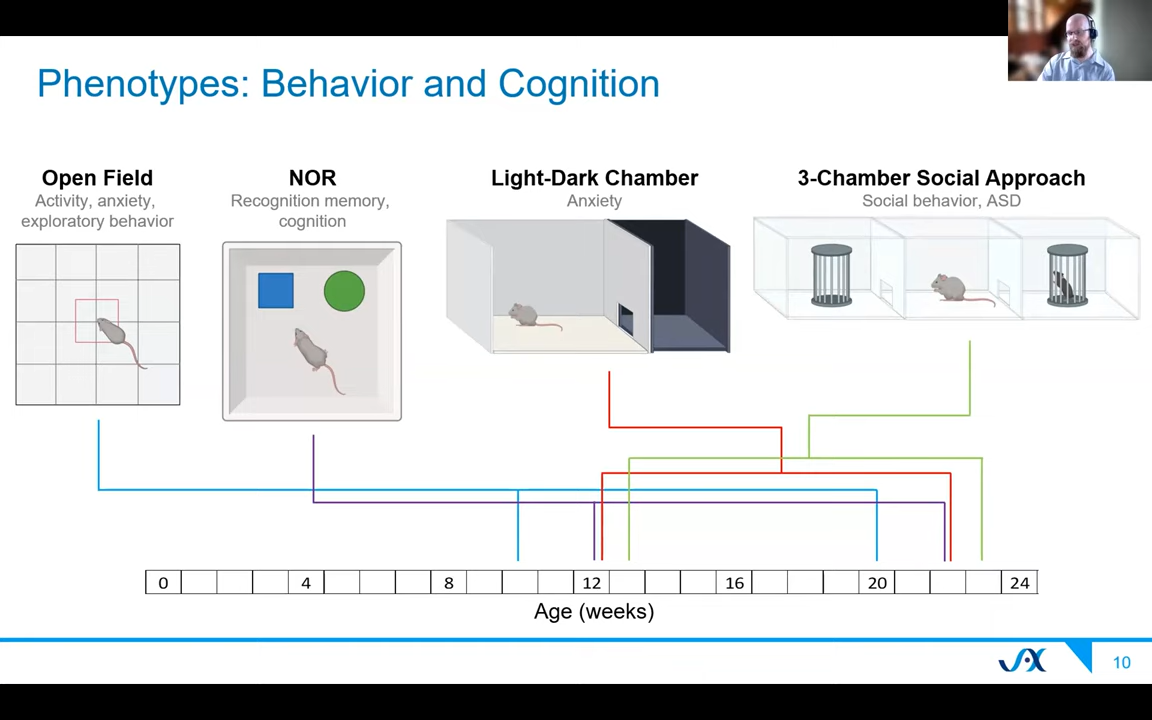 Phenotypes: Behavior and Cognition
Open Field
Activity, anxiety,
exploratory behavior
NOR
Recognition memory,
cognition
Light-Dark Chamber
Anxiety
3-Chamber Social Approach
Social behavior, ASD
0 4 8 12 16 20 24
Age (weeks)
JAX
10